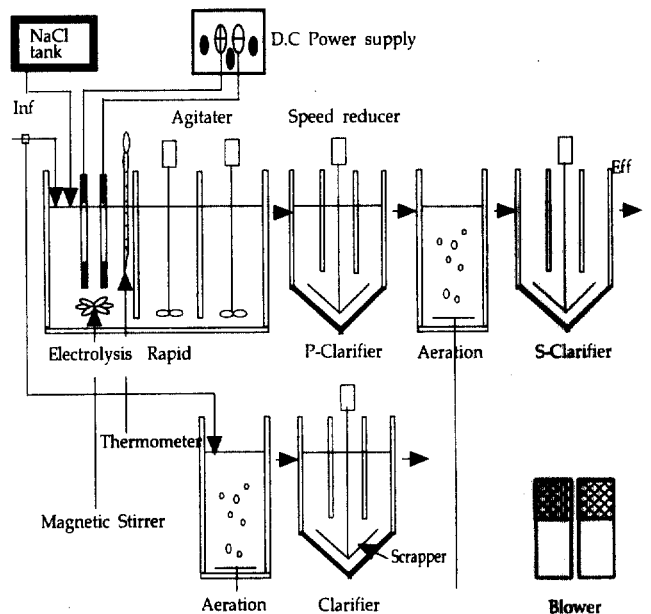 NaCl
tank
D.C Power supply
Inf
Agitater
Speed reducer
Eff
Electrolysis Rapid
P-Clarifier
Aeration
S-Clarifier
Thermometer
Magnetic Stirrer
Scrapper
Aeration
Clarifier
Blower